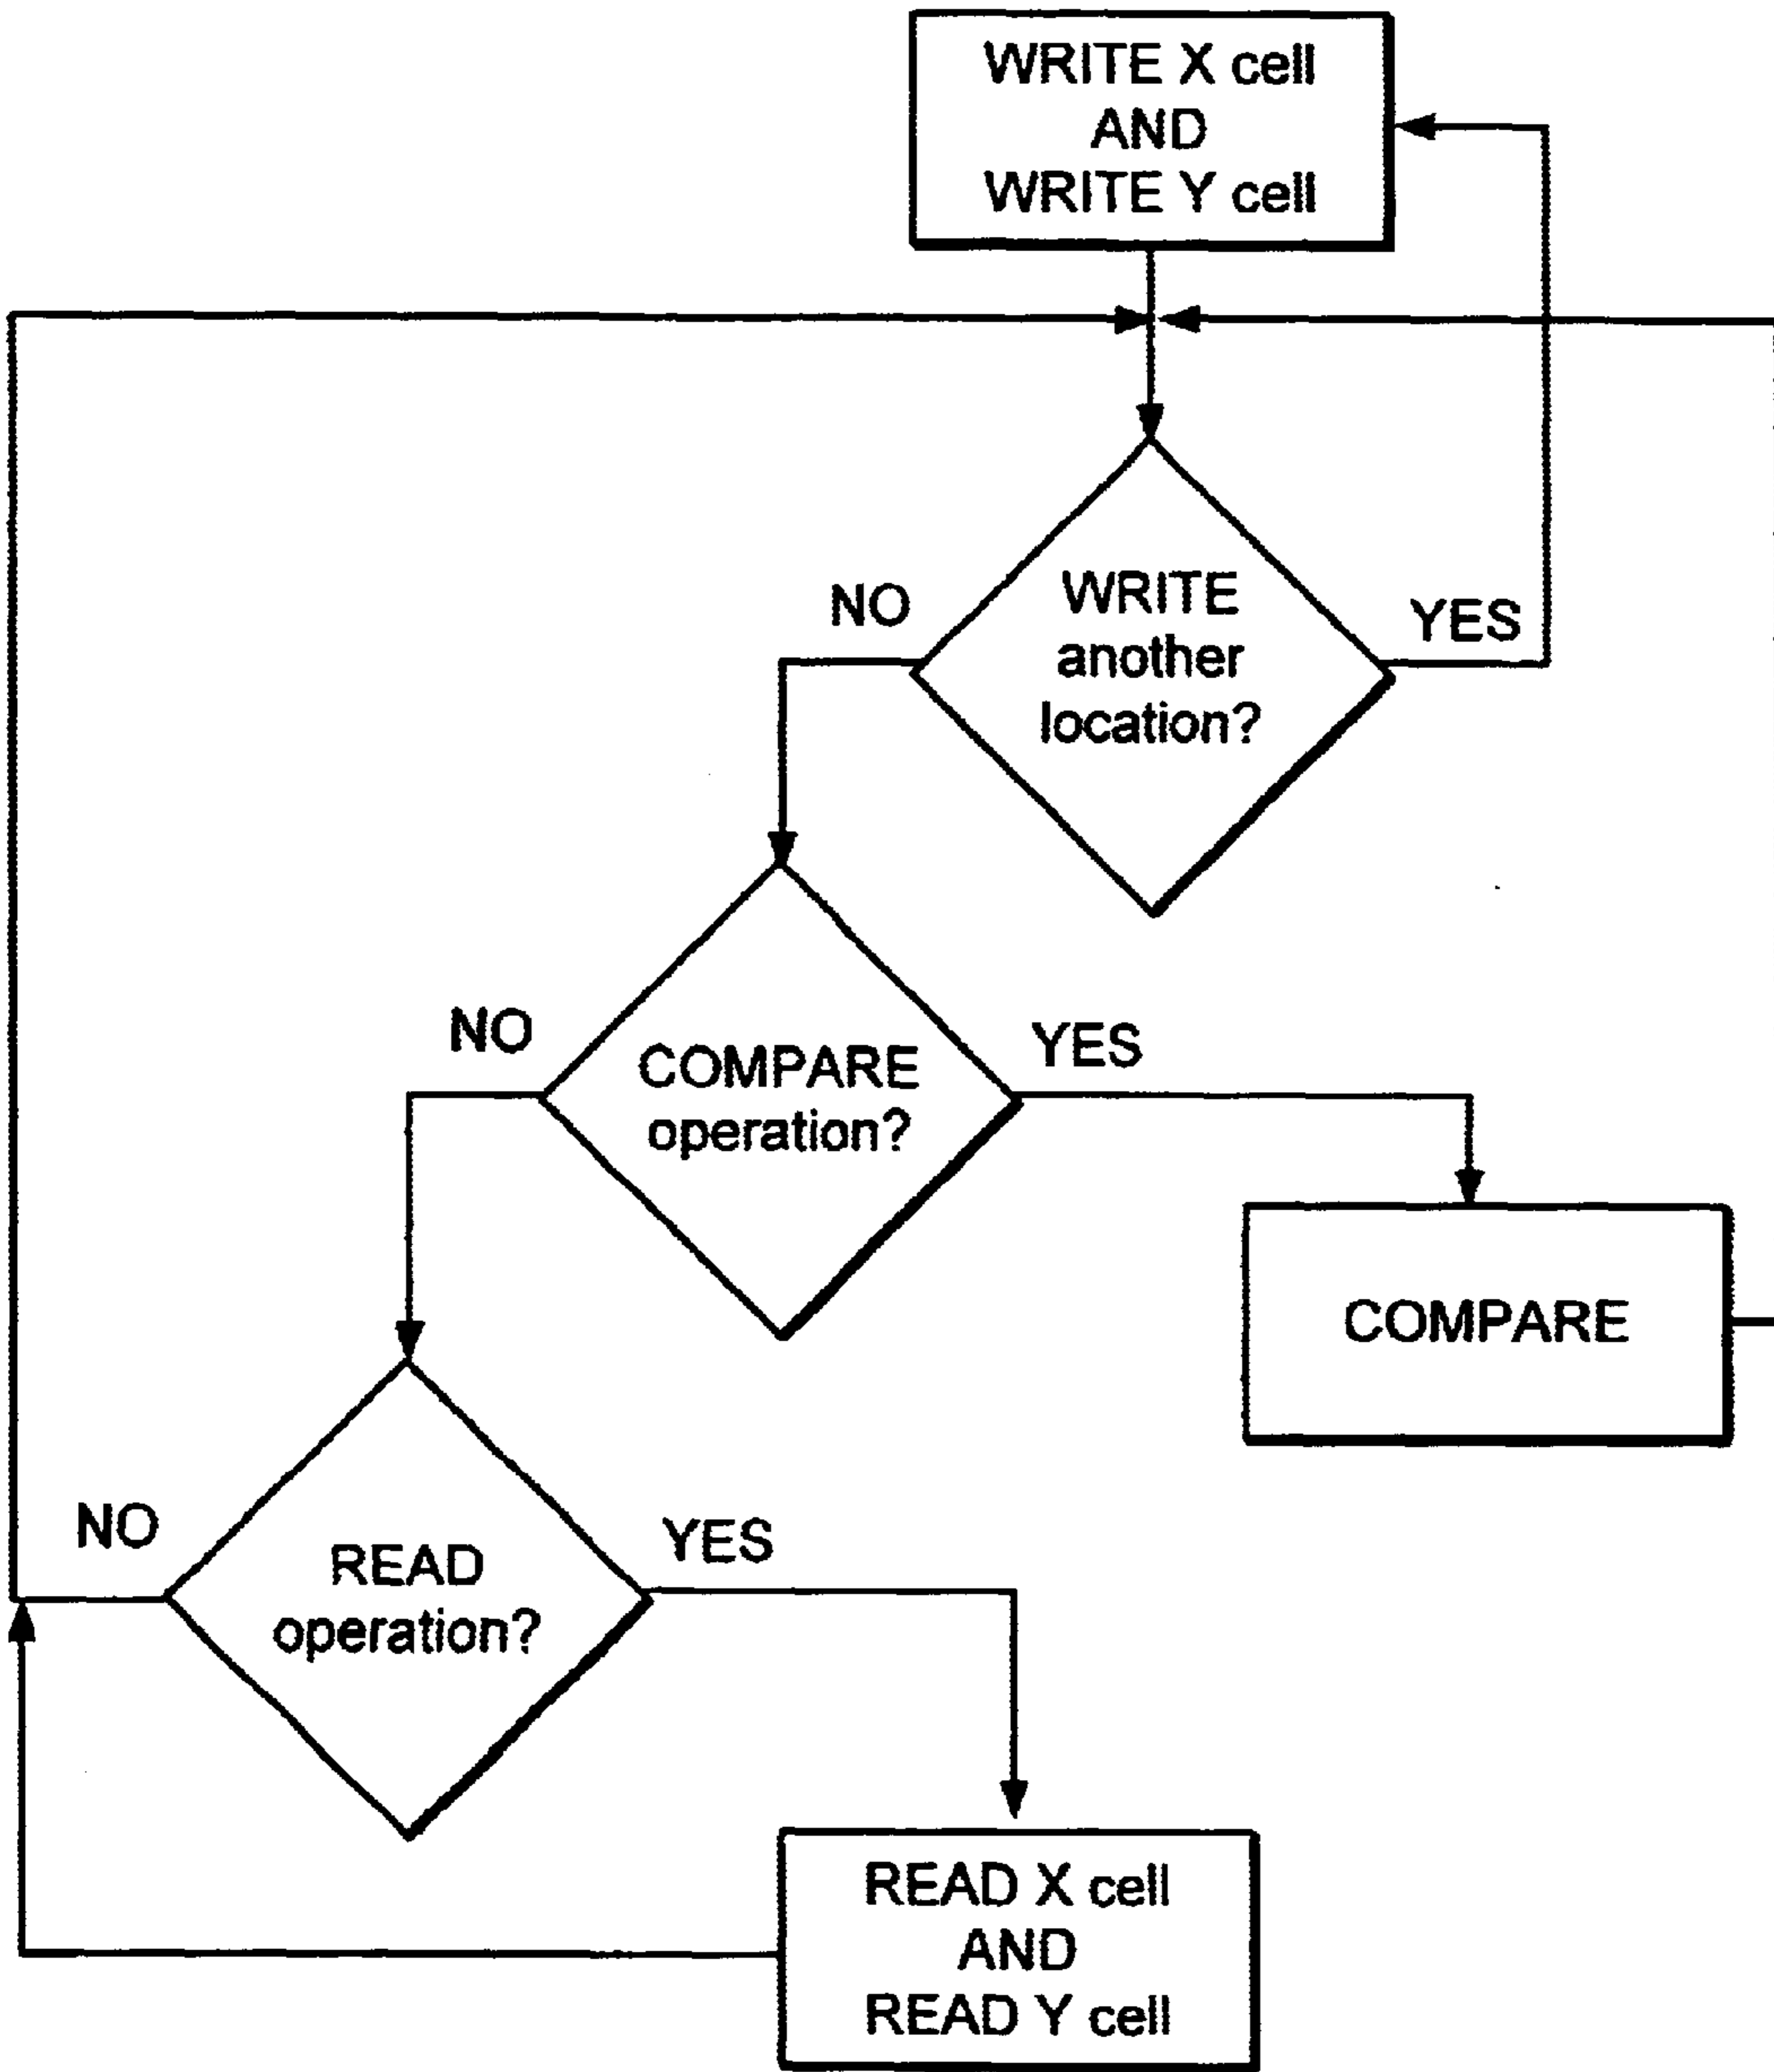 WRITE X cell
AND
WRITE Y cell
NO
WRITE
another
location?
YES
NO
COMPARE
operation?
YES
COMPARE
NO
READ
operation?
YES
READ X cell
AND
READ Y cell